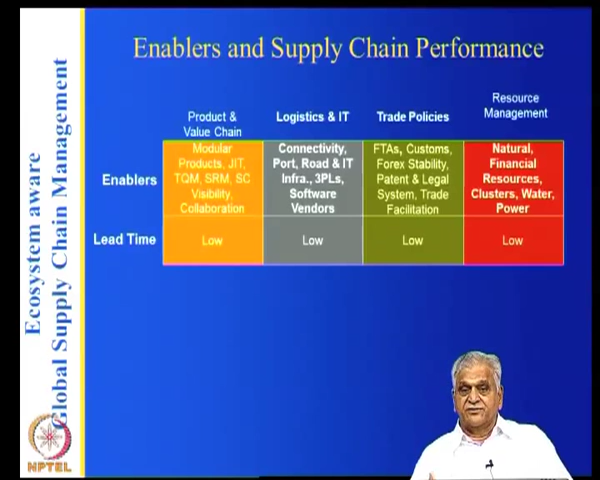 Enablers and Supply Chain Performance
Ecosystem aware
Global Supply Chain Management
Product &
Value Chain
Logistics & IT
Trade Policies
Resource
Management
Enablers
Modular
Products, JIT,
TQM, SRM, SC
Visibility,
Collaboration
Connectivity,
Port, Road & IT
Infra., 3PLs,
Software
Vendors
FTAs, Customs,
Forex Stability,
Patent & Legal
System, Trade
Facilitation
Natural,
Financial
Resources,
Clusters, Water,
Power
Lead Time
Low
Low
Low
Low
NPTEL